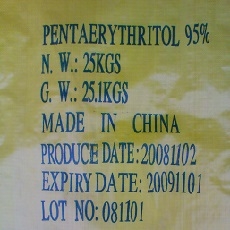 PENTAERYTHRITOL 95%
N. W.: 25KGS
G. W.: 25.1KGS
MADE IN CHINA
PRODUCE DATE: 20081102
EXPIRY DATE: 20091101
LOT NO: 081101